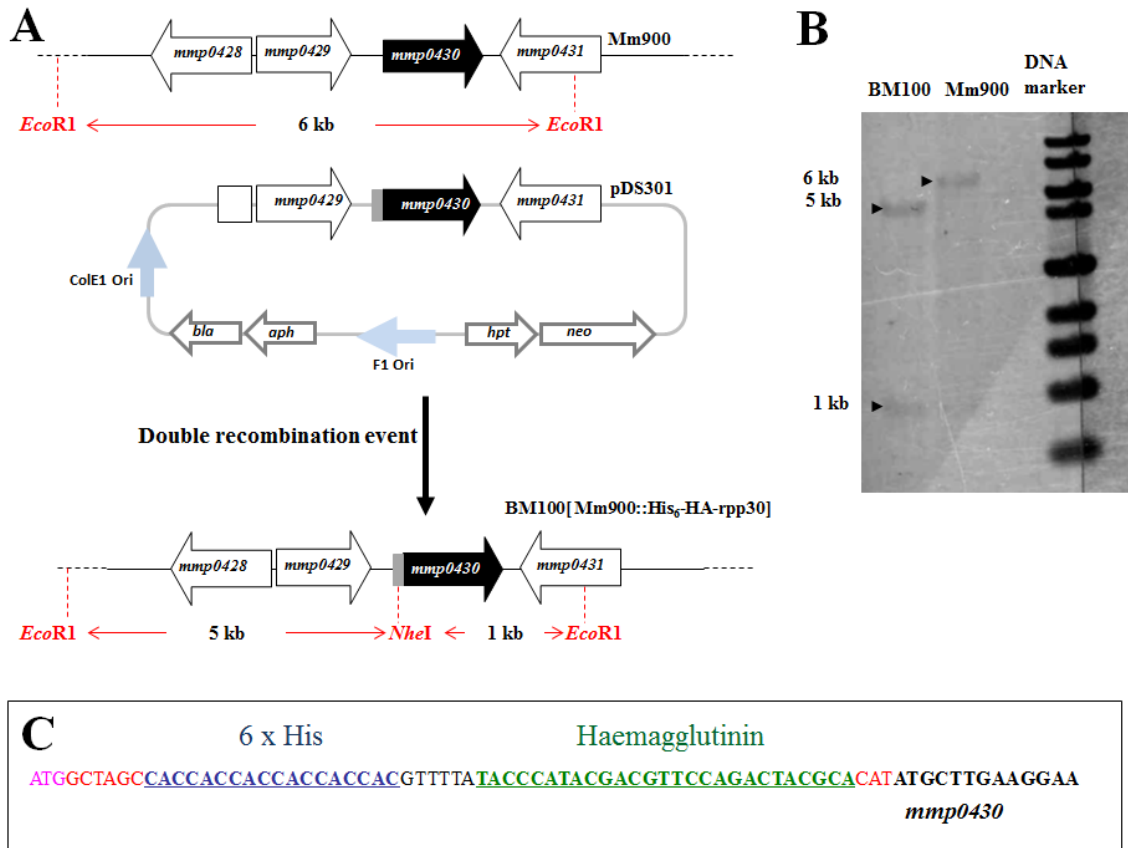 A
mmp0428 mmp0429 mmp0430 mmp0431 Mm900
EcoR1 6 kb EcoR1
mmp0429 mmp0430 mmp0431 pDS301
ColE1 Ori
bla aph hpt neo
F1 Ori
Double recombination event
BM100[ Mm900::His6-HA-rpp30]
mmp0428 mmp0429 mmp0430 mmp0431
EcoR1 5 kb NheI 1 kb EcoR1
B
DNA
marker
BM100 Mm900
6 kb
5 kb
1 kb
C
6 x His Haemagglutinin
ATGGCTAGCCACCACCACCACCACCACGTTTTATACCCATACGACGTTCCAGACTACGCACATATGCTTGAAGGAA
mmp0430